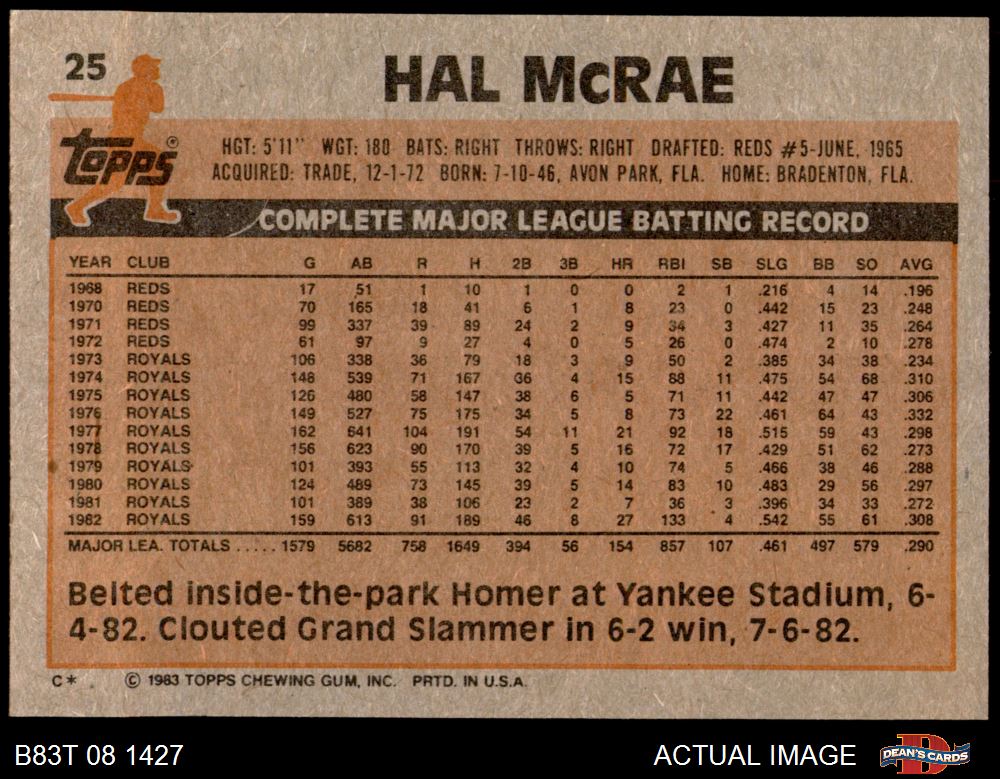 25
HAL McRAE
topps®
HGT: 5'11" WGT: 180 BATS: RIGHT THROWS: RIGHT DRAFTED: REDS #5-JUNE, 1965
ACQUIRED: TRADE, 12-1-72 BORN: 7-10-46, AVON PARK, FLA. HOME: BRADENTON, FLA.
COMPLETE MAJOR LEAGUE BATTING RECORD
YEAR CLUB G AB R H 2B 3B HR RBI SB SLG BB SO AVG
1968 REDS 17 51 1 10 1 0 0 2 1 .216 4 14 .196
1970 REDS 70 165 18 41 6 1 8 23 0 .442 15 23 .248
1971 REDS 99 337 39 89 24 2 9 34 3 .427 11 35 .264
1972 REDS 61 97 9 27 4 0 5 26 0 .474 2 10 .278
1973 ROYALS 106 338 36 79 18 3 9 50 2 .385 34 38 .234
1974 ROYALS 148 539 71 167 36 4 15 88 11 .475 54 68 .310
1975 ROYALS 126 480 58 147 38 6 5 71 11 .442 47 47 .306
1976 ROYALS 149 527 75 175 34 5 8 73 22 .461 64 43 .332
1977 ROYALS 162 641 104 191 54 11 21 92 18 .515 59 43 .298
1978 ROYALS 156 623 90 170 39 5 16 72 17 .429 51 62 .273
1979 ROYALS 101 393 55 113 32 4 10 74 5 .466 38 46 .288
1980 ROYALS 124 489 73 145 39 5 14 83 10 .483 29 56 .297
1981 ROYALS 101 389 38 106 23 2 7 36 3 .396 34 33 .272
1982 ROYALS 159 613 91 189 46 8 27 133 4 .542 55 61 .308
MAJOR LEA. TOTALS ..... 1579 5682 758 1649 394 56 154 857 107 .461 497 579 .290
Belted inside-the-park Homer at Yankee Stadium, 6-
4-82. Clouted Grand Slammer in 6-2 win, 7-6-82.
C* © 1983 TOPPS CHEWING GUM, INC. PRTD. IN U.S.A.
B83T 08 1427 ACTUAL IMAGE DEAN'S CARDS